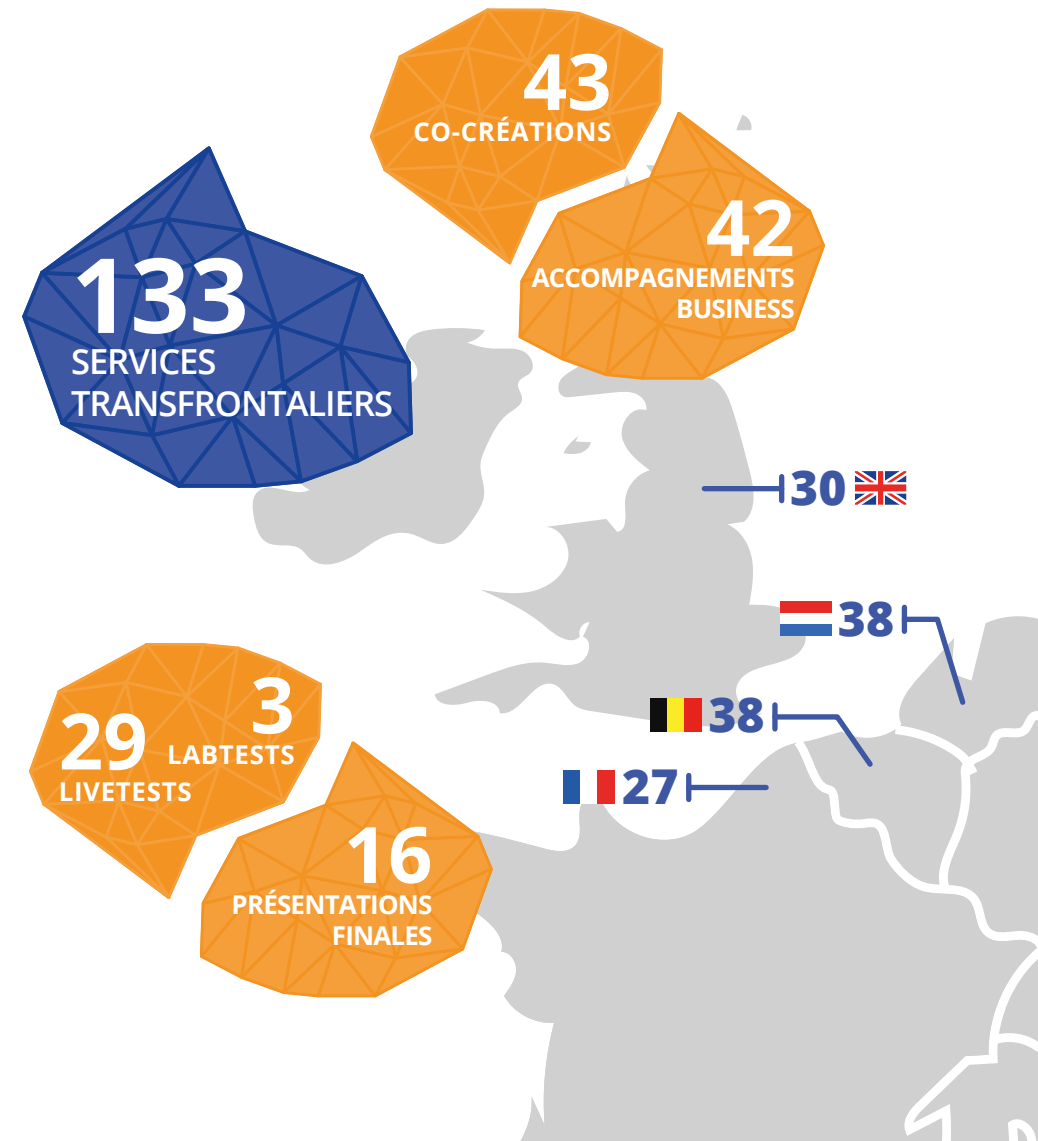 43
CO-CRÉATIONS
42
ACCOMPAGNEMENTS
BUSINESS
133
SERVICES
TRANSFRONTALIERS
30
38
38
27
3
LABTESTS
29
LIVETESTS
16
PRÉSENTATIONS
FINALES